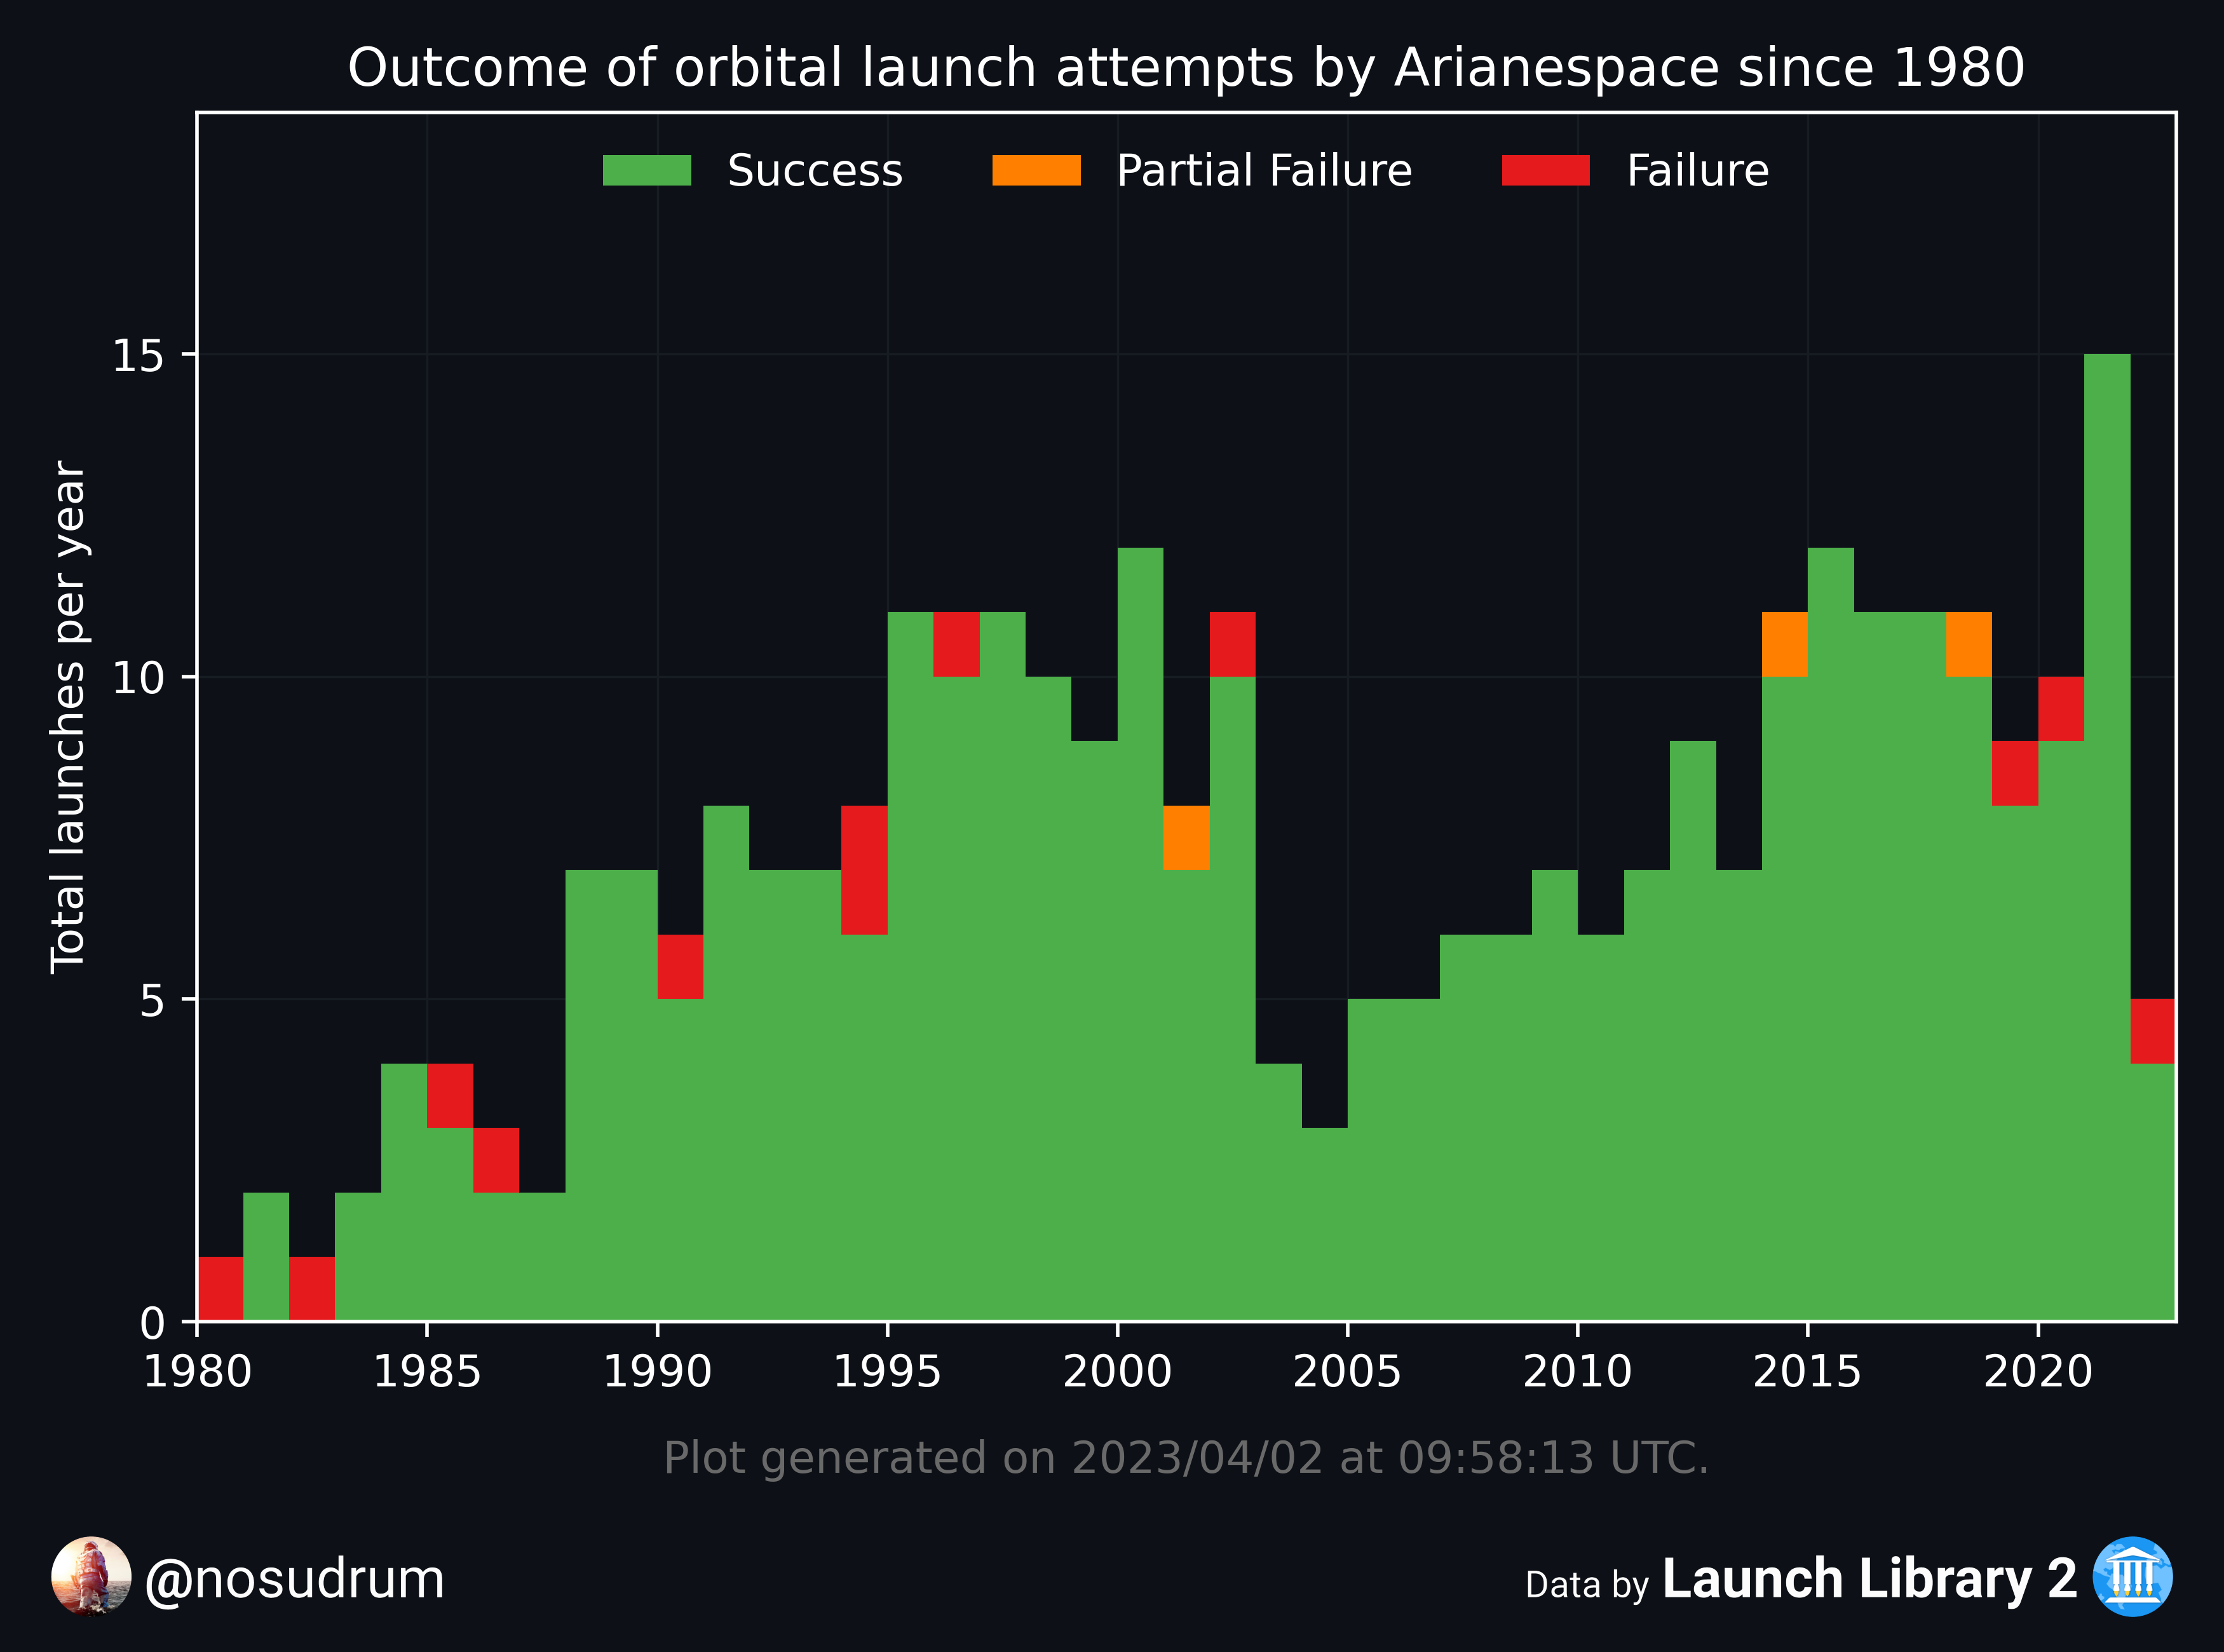 Outcome of orbital launch attempts by Arianespace since 1980
Success Partial Failure Failure
Total launches per year
15
10
5
0
1980 1985 1990 1995 2000 2005 2010 2015 2020
Plot generated on 2023/04/02 at 09:58:13 UTC.
@nosudrum
Data by Launch Library 2